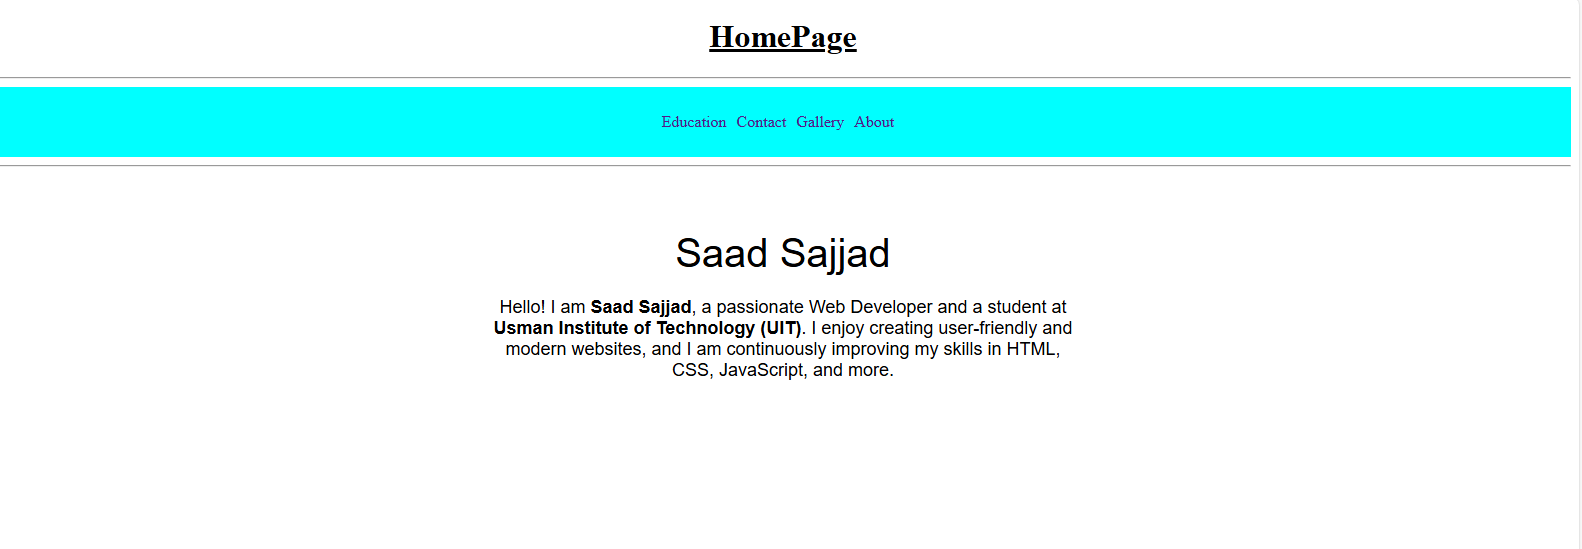 HomePage
Education Contact Gallery About
Saad Sajjad
Hello! I am Saad Sajjad, a passionate Web Developer and a student at
Usman Institute of Technology (UIT). I enjoy creating user-friendly and
modern websites, and I am continuously improving my skills in HTML,
CSS, JavaScript, and more.